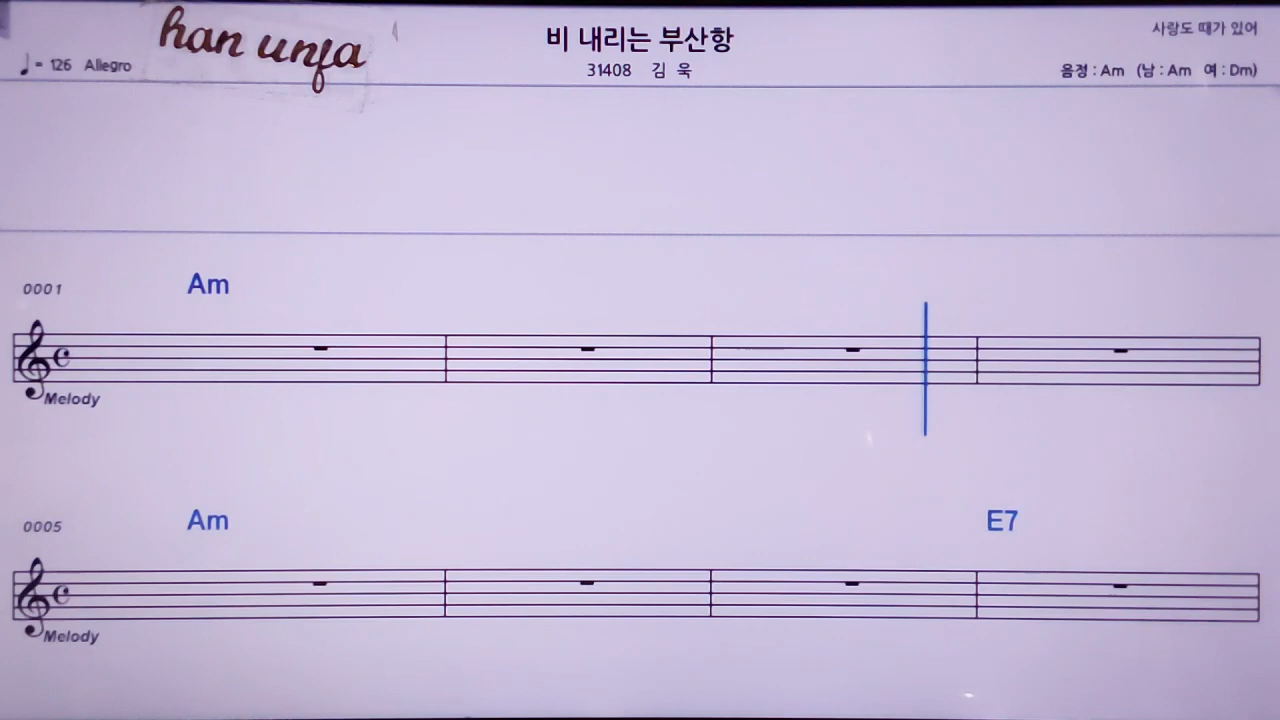 han unfa
비 내리는 부산항
사랑도 때가 있어
♩= 126 Allegro
31408 김 욱
음정 : Am (남 : Am 여 : Dm)
0001 Am
Melody
0005 Am E7
Melody